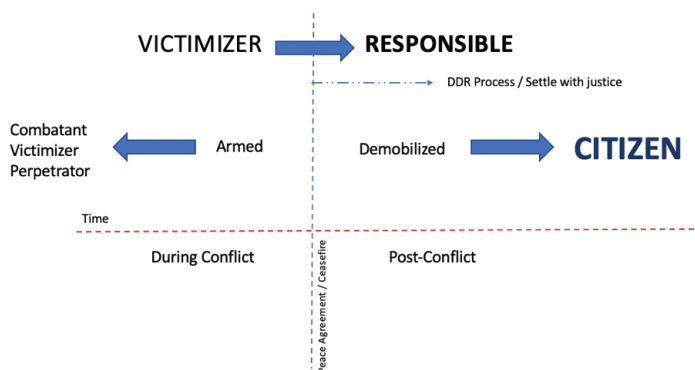 VICTIMIZER RESPONSIBLE
DDR Process / Settle with justice
Combatant
Victimizer
Perpetrator
Armed
Demobilized
CITIZEN
Time
During Conflict
Post-Conflict
Peace Agreement / Ceasefire